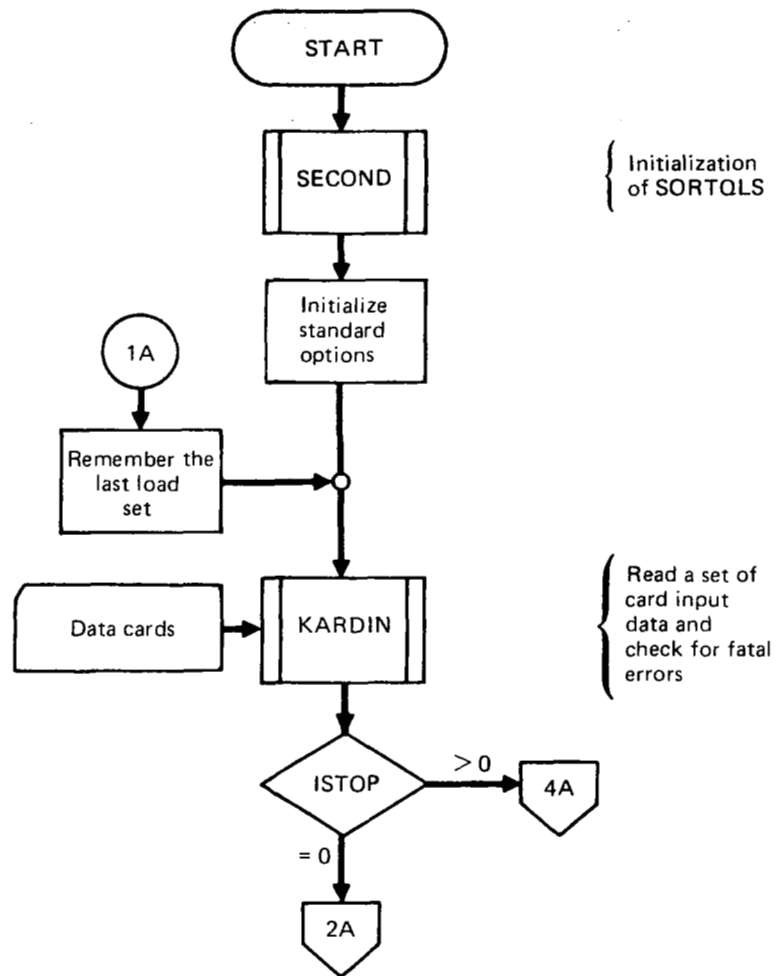 START
SECOND
Initialization
of SORTQLS
Initialize
standard
options
1A
Remember the
last load
set
Data cards
KARDIN
Read a set of
card input
data and
check for fatal
errors
ISTOP
> 0
4A
= 0
2A